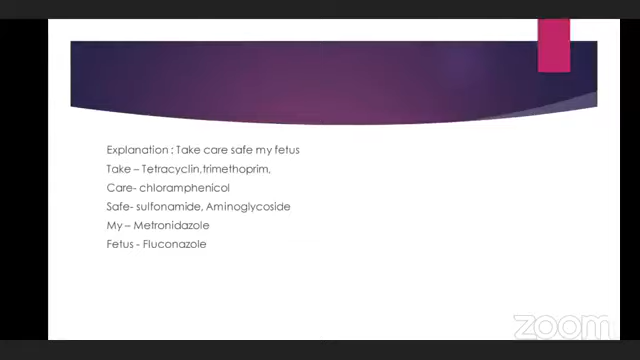 Explanation : Take care safe my fetus
Take – Tetracyclin,trimethoprim,
Care- chloramphenicol
Safe- sulfonamide, Aminoglycoside
My – Metronidazole
Fetus - Fluconazole
zoom